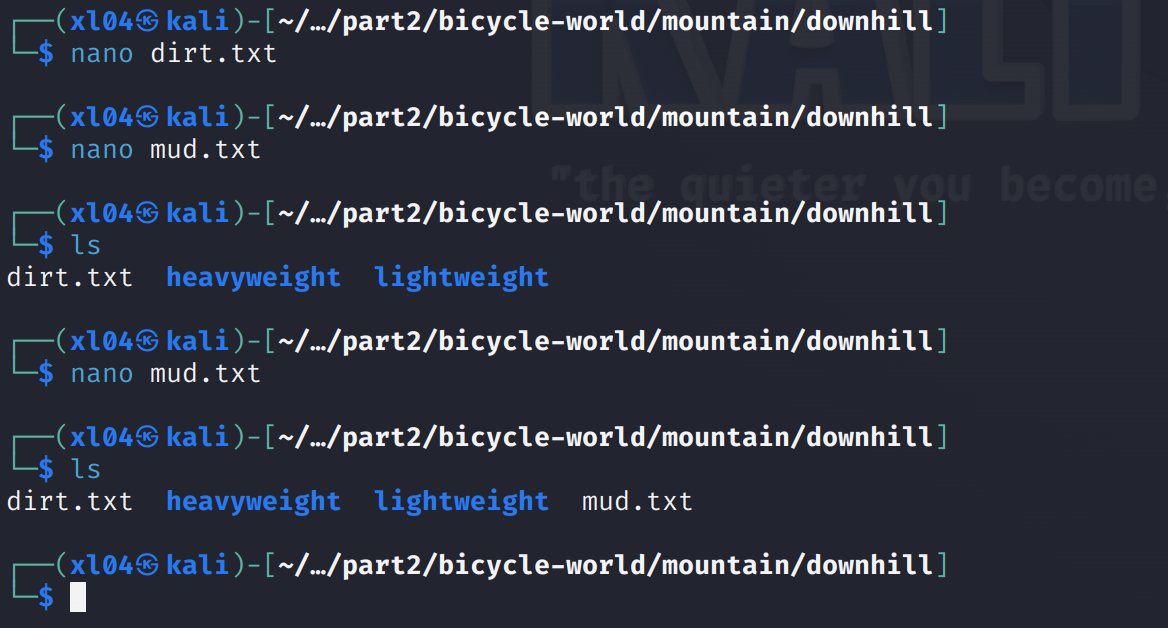 ┌──(xl04㉿kali)-[~/…/part2/bicycle-world/mountain/downhill]
└─$ nano dirt.txt
┌──(xl04㉿kali)-[~/…/part2/bicycle-world/mountain/downhill]
└─$ nano mud.txt
"the quieter you become
┌──(xl04㉿kali)-[~/…/part2/bicycle-world/mountain/downhill]
└─$ ls
dirt.txt  heavyweight  lightweight
┌──(xl04㉿kali)-[~/…/part2/bicycle-world/mountain/downhill]
└─$ nano mud.txt
┌──(xl04㉿kali)-[~/…/part2/bicycle-world/mountain/downhill]
└─$ ls
dirt.txt  heavyweight  lightweight  mud.txt
┌──(xl04㉿kali)-[~/…/part2/bicycle-world/mountain/downhill]
└─$